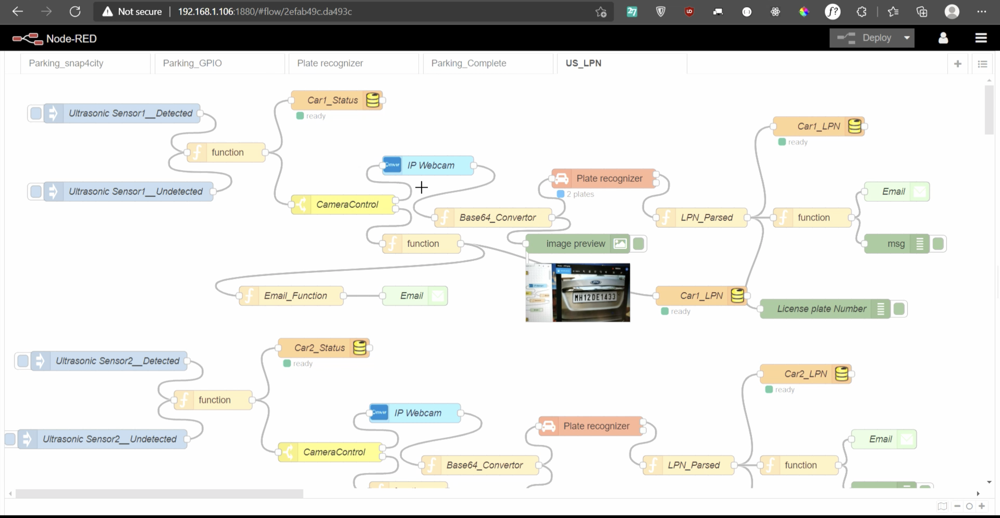 Not secure 192.168.1.106:1880/#flow/2efab49c.da493c
27
f?
Node-RED
Deploy
Parking_snap4city
Parking_GPIO
Plate recognizer
Parking_Complete
US_LPN
Car1_Status
ready
Ultrasonic Sensor1__Detected
function
Ultrasonic Sensor1__Undetected
IP Webcam
CameraControl
Base64_Convertor
function
Plate recognizer
2 plates
LPN_Parsed
Car1_LPN
ready
function
Email
msg
image preview
Ford
MH12DE1433
Email_Function
Email
Car1_LPN
ready
License plate Number
Car2_Status
ready
Ultrasonic Sensor2__Detected
function
Ultrasonic Sensor2__Undetected
IP Webcam
CameraControl
Base64_Convertor
Plate recognizer
LPN_Parsed
Car2_LPN
ready
function
Email